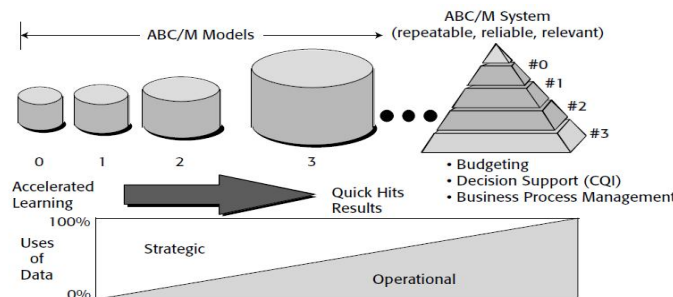 ABC/M Models
ABC/M System
(repeatable, reliable, relevant)
#0
#1
#2
#3
0
1
2
3
• Budgeting
• Decision Support (CQI)
• Business Process Management
Accelerated
Learning
Quick Hits
Results
100%
Uses
of
Data
0%
Strategic
Operational